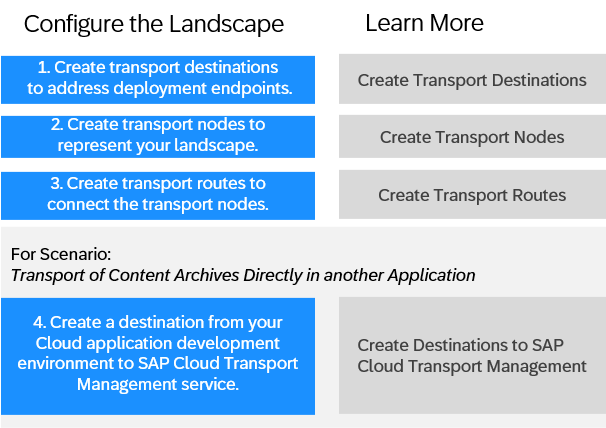 Configure the Landscape
Learn More
1. Create transport destinations
to address deployment endpoints.
Create Transport Destinations
2. Create transport nodes to
represent your landscape.
Create Transport Nodes
3. Create transport routes to
connect the transport nodes.
Create Transport Routes
For Scenario:
Transport of Content Archives Directly in another Application
4. Create a destination from your
Cloud application development
environment to SAP Cloud Transport
Management service.
Create Destinations to SAP
Cloud Transport Management